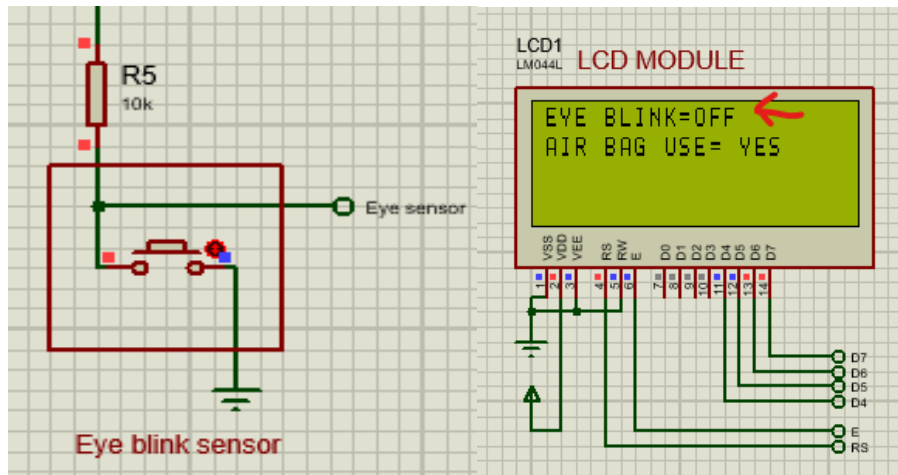 R5
10k
Eye sensor
Eye blink sensor
LCD1
LM044L
LCD MODULE
EYE BLINK=OFF
AIR BAG USE= YES
VSS
VDD
VEE
RS
RW
E
D0
D1
D2
D3
D4
D5
D6
D7
1
2
3
4
5
6
7
8
9
10
11
12
13
14
D7
D6
D5
D4
E
RS